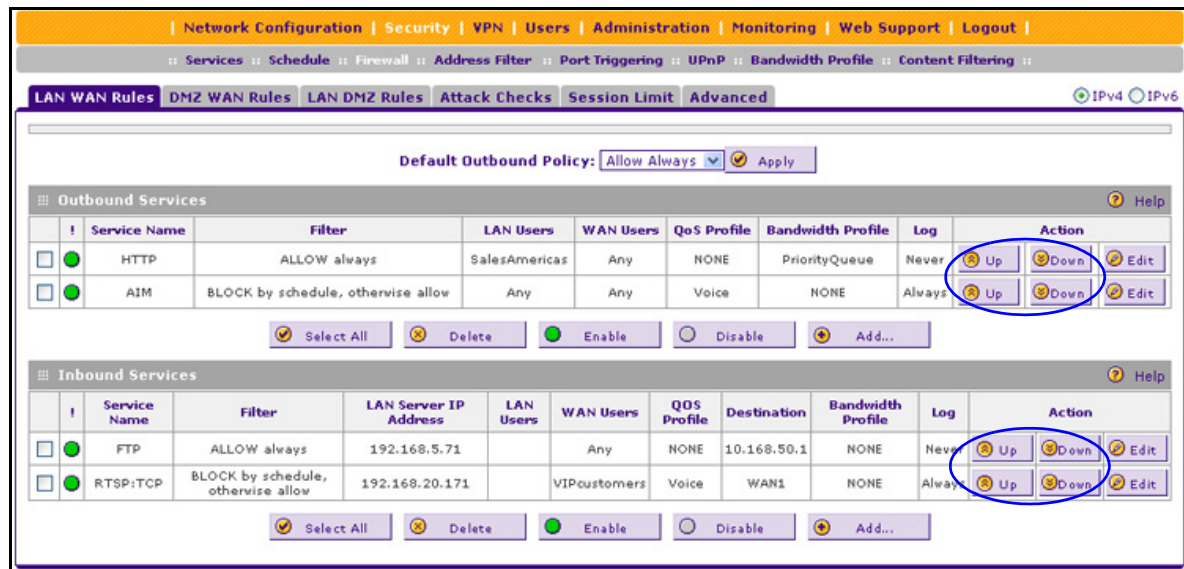 | Network Configuration | Security | VPN | Users | Administration | Monitoring | Web Support | Logout |
:: Services :: Schedule :: Firewall :: Address Filter :: Port Triggering :: UPnP :: Bandwidth Profile :: Content Filtering ::
LAN WAN Rules DMZ WAN Rules LAN DMZ Rules Attack Checks Session Limit Advanced IPv4 IPv6
Default Outbound Policy: Allow Always Apply
Outbound Services ? Help
! Service Name Filter LAN Users WAN Users QoS Profile Bandwidth Profile Log Action
HTTP ALLOW always SalesAmericas Any NONE PriorityQueue Never Up Down Edit
AIM BLOCK by schedule, otherwise allow Any Any Voice NONE Always Up Down Edit
Select All Delete Enable Disable Add...
Inbound Services ? Help
! Service Name Filter LAN Server IP Address LAN Users WAN Users QOS Profile Destination Bandwidth Profile Log Action
FTP ALLOW always 192.168.5.71 Any NONE 10.168.50.1 NONE Never Up Down Edit
RTSP:TCP BLOCK by schedule, otherwise allow 192.168.20.171 VIPcustomers Voice WAN1 NONE Always Up Down Edit
Select All Delete Enable Disable Add...